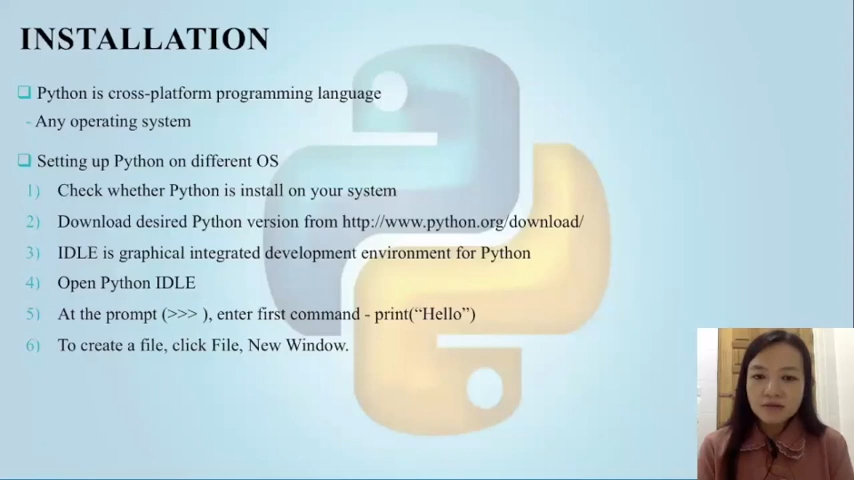 INSTALLATION
❑ Python is cross-platform programming language
- Any operating system
❑ Setting up Python on different OS
1) Check whether Python is install on your system
2) Download desired Python version from http://www.python.org/download/
3) IDLE is graphical integrated development environment for Python
4) Open Python IDLE
5) At the prompt (>>> ), enter first command - print(“Hello”)
6) To create a file, click File, New Window.